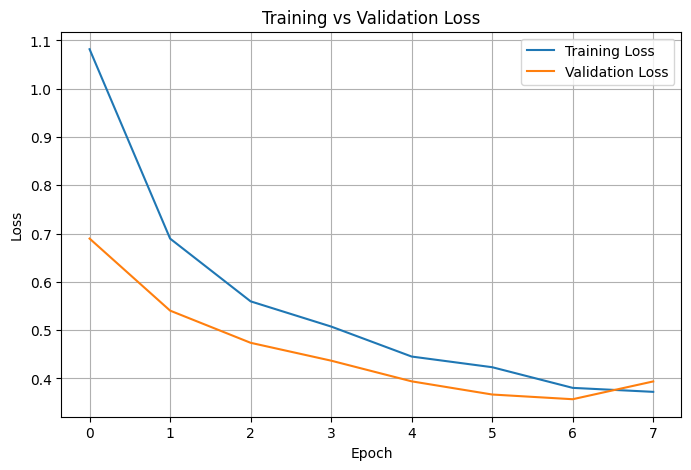 Training vs Validation Loss
Training Loss
Validation Loss
1.1
1.0
0.9
0.8
0.7
0.6
0.5
0.4
Loss
0 1 2 3 4 5 6 7
Epoch